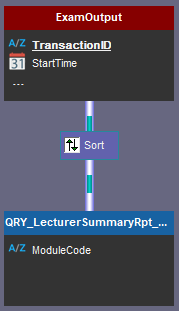 ExamOutput
A/Z TransactionID
31 StartTime
---
Sort
QRY_LecturerSummaryRpt_...
A/Z ModuleCode